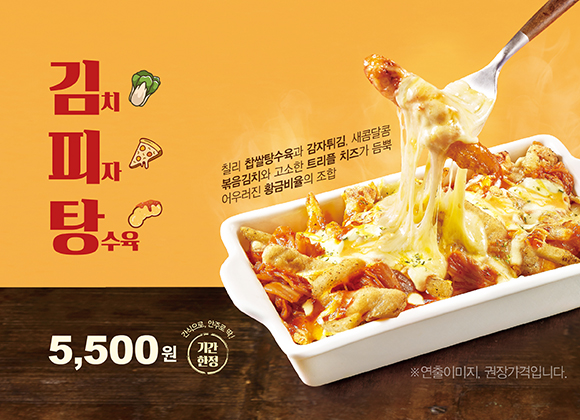 김치
피자
탕수육
칠리 찹쌀탕수육과 감자튀김, 새콤달콤
볶음김치와 고소한 트리플 치즈가 듬뿍
어우러진 황금비율의 조합
5,500원
간식으로, 안주로 딱!
기간
한정
※연출이미지, 권장가격입니다.